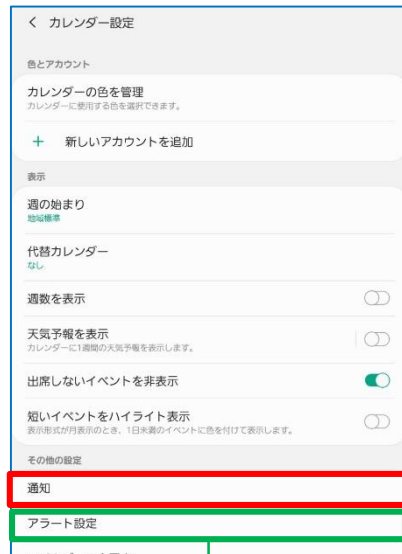 カレンダー設定
色とアカウント
カレンダーの色を管理
カレンダーに使用する色を選択できます。
+ 新しいアカウントを追加
表示
週の始まり
地域標準
代替カレンダー
なし
週数を表示
天気予報を表示
カレンダーに1週間の天気予報を表示します。
出席しないイベントを非表示
短いイベントをハイライト表示
表示形式が月表示のとき、1日未満のイベントに色を付けて表示します。
その他の設定
通知
アラート設定